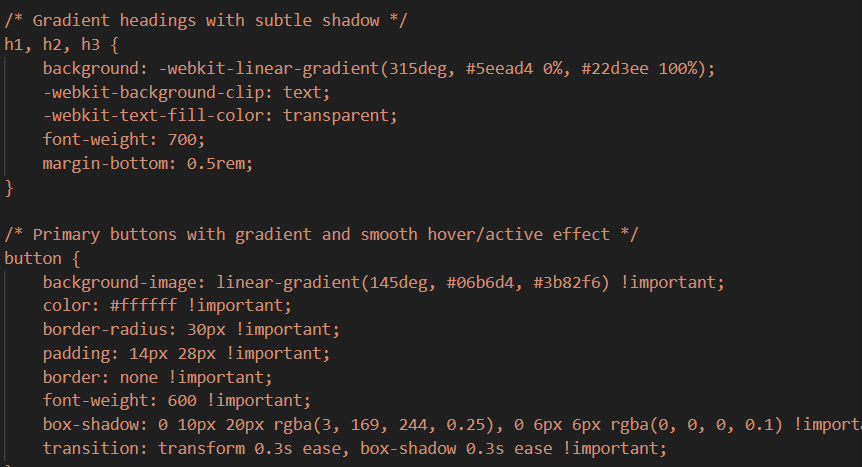 /* Gradient headings with subtle shadow */
h1, h2, h3 {
    background: -webkit-linear-gradient(315deg, #5eead4 0%, #22d3ee 100%);
    -webkit-background-clip: text;
    -webkit-text-fill-color: transparent;
    font-weight: 700;
    margin-bottom: 0.5rem;
}
/* Primary buttons with gradient and smooth hover/active effect */
button {
    background-image: linear-gradient(145deg, #06b6d4, #3b82f6) !important;
    color: #ffffff !important;
    border-radius: 30px !important;
    padding: 14px 28px !important;
    border: none !important;
    font-weight: 600 !important;
    box-shadow: 0 10px 20px rgba(3, 169, 244, 0.25), 0 6px 6px rgba(0, 0, 0, 0.1) !importa
    transition: transform 0.3s ease, box-shadow 0.3s ease !important;